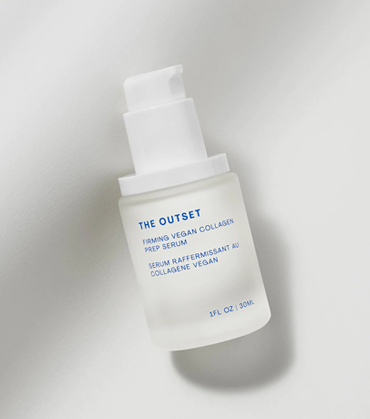 THE OUTSET
FIRMING VEGAN COLLAGEN
PREP SERUM
SERUM RAFFERMISSANT AU
COLLAGENE VEGAN
1FL OZ | 30ML